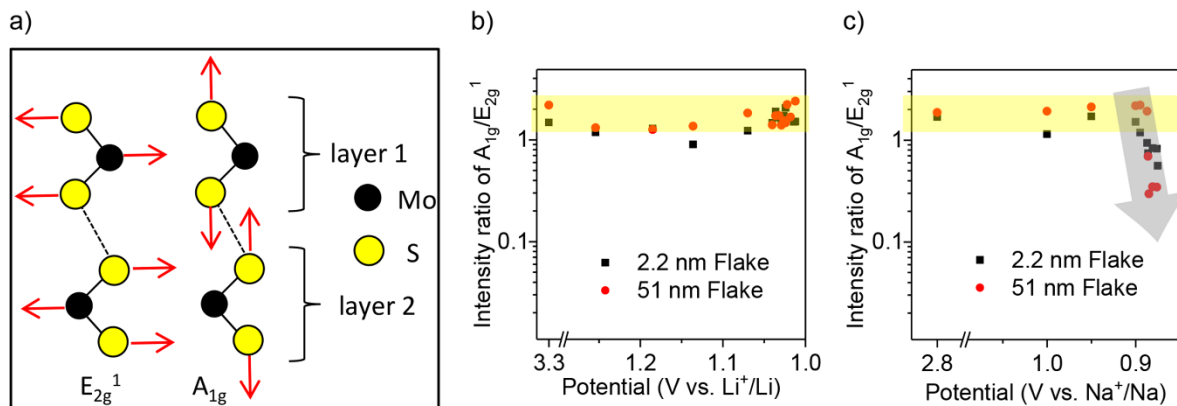 a)
layer 1
Mo
S
layer 2
E₂g¹
A₁g
b)
Intensity ratio of A₁g/E₂g¹
1
0.1
2.2 nm Flake
51 nm Flake
3.3
1.2
1.1
1.0
Potential (V vs. Li⁺/Li)
c)
Intensity ratio of A₁g/E₂g¹
1
0.1
2.2 nm Flake
51 nm Flake
2.8
1.0
0.9
Potential (V vs. Na⁺/Na)